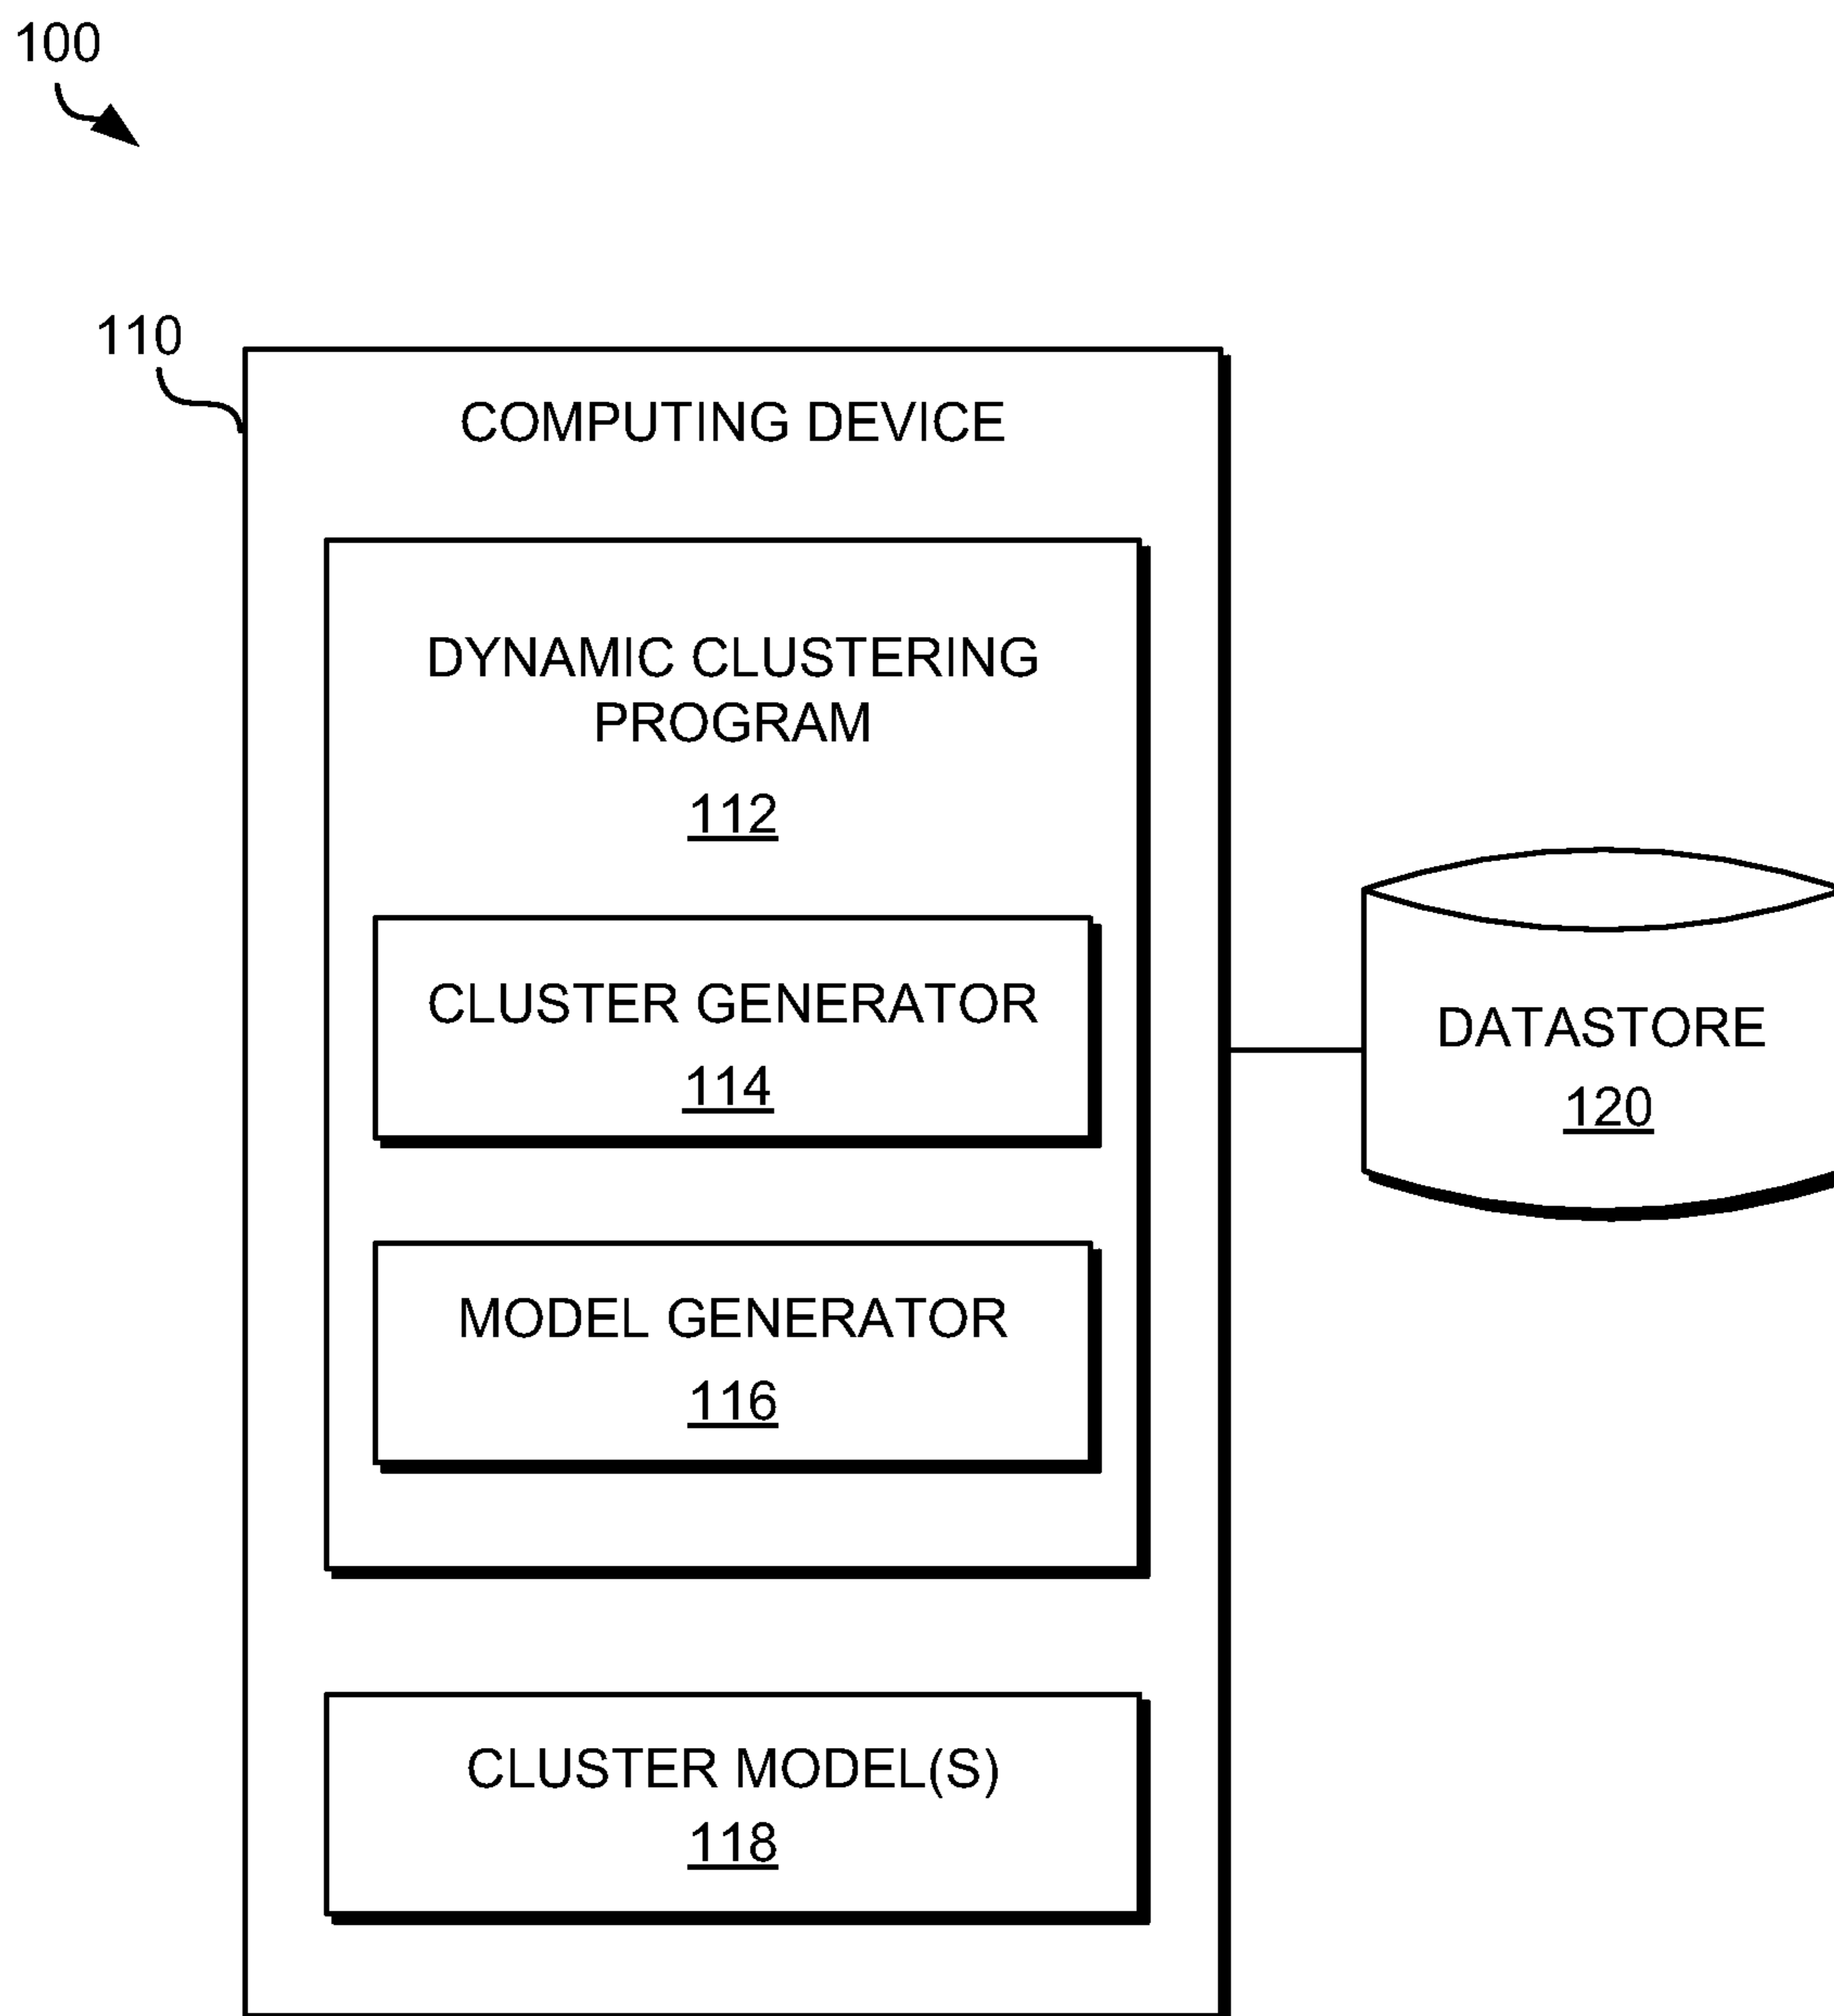 100
110
COMPUTING DEVICE
DYNAMIC CLUSTERING
PROGRAM
112
CLUSTER GENERATOR
114
MODEL GENERATOR
116
CLUSTER MODEL(S)
118
DATASTORE
120